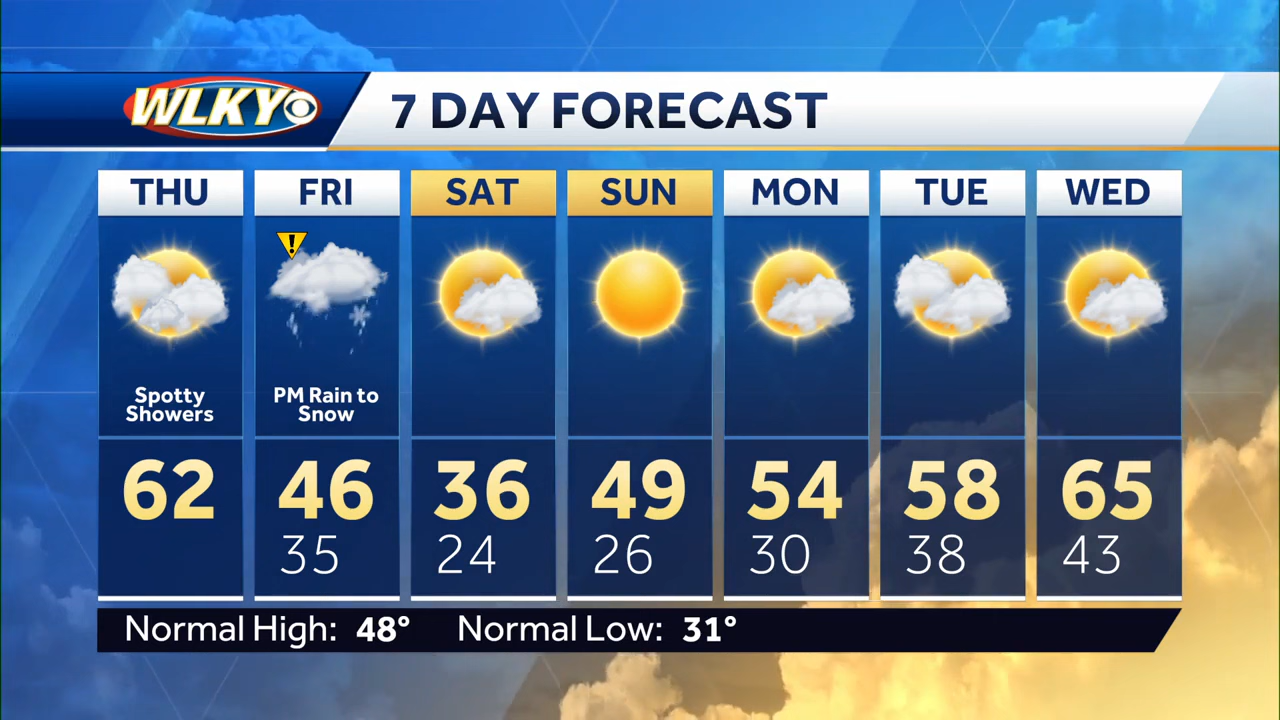 WLKY
7 DAY FORECAST
THU
FRI
SAT
SUN
MON
TUE
WED
!
Spotty
Showers
PM Rain to
Snow
62
46
36
49
54
58
65
35
24
26
30
38
43
Normal High: 48° Normal Low: 31°